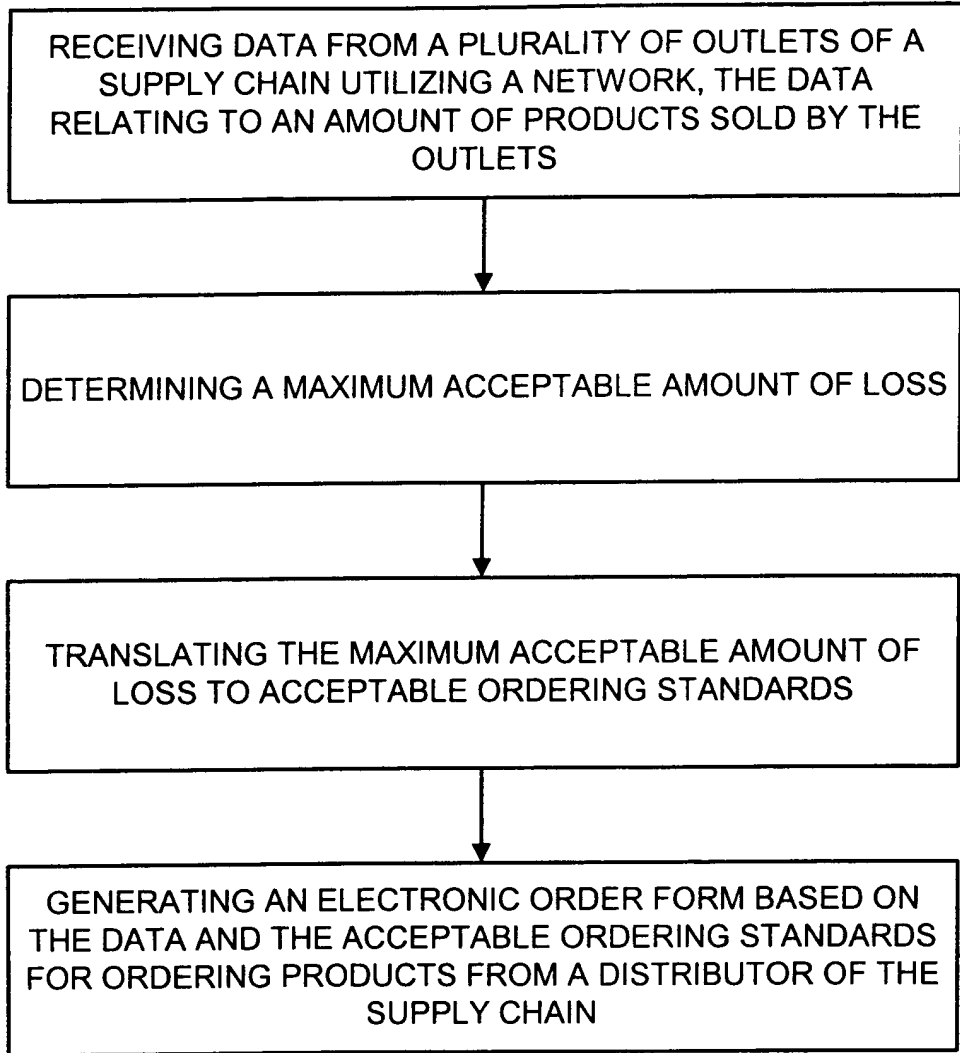 RECEIVING DATA FROM A PLURALITY OF OUTLETS OF A
SUPPLY CHAIN UTILIZING A NETWORK, THE DATA
RELATING TO AN AMOUNT OF PRODUCTS SOLD BY THE
OUTLETS
DETERMINING A MAXIMUM ACCEPTABLE AMOUNT OF LOSS
TRANSLATING THE MAXIMUM ACCEPTABLE AMOUNT OF
LOSS TO ACCEPTABLE ORDERING STANDARDS
GENERATING AN ELECTRONIC ORDER FORM BASED ON
THE DATA AND THE ACCEPTABLE ORDERING STANDARDS
FOR ORDERING PRODUCTS FROM A DISTRIBUTOR OF THE
SUPPLY CHAIN